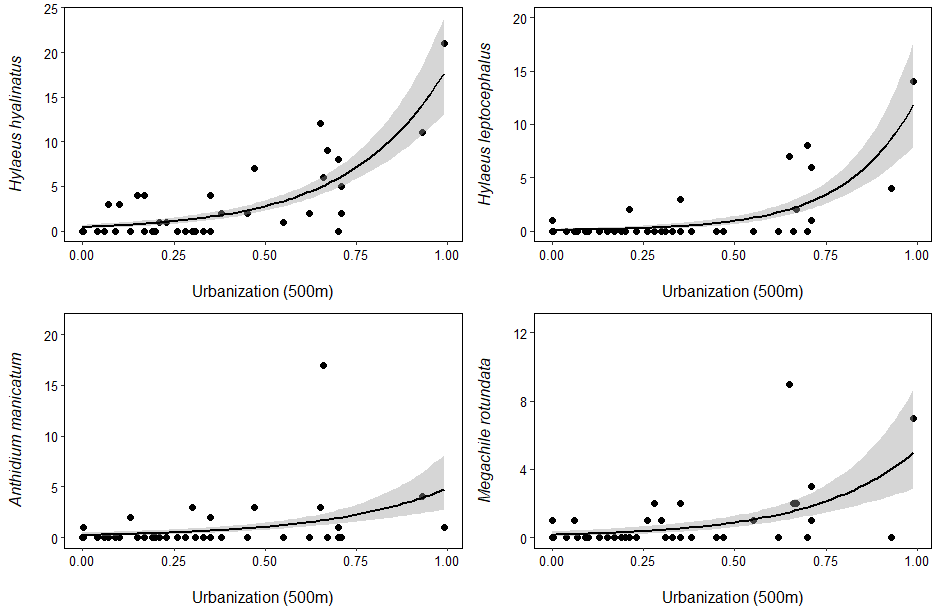 Hylaeus hyalinatus
25
20
15
10
5
0
0.00 0.25 0.50 0.75 1.00
Urbanization (500m)
Hylaeus leptocephalus
20
15
10
5
0
0.00 0.25 0.50 0.75 1.00
Urbanization (500m)
Anthidium manicatum
20
15
10
5
0
0.00 0.25 0.50 0.75 1.00
Urbanization (500m)
Megachile rotundata
12
8
4
0
0.00 0.25 0.50 0.75 1.00
Urbanization (500m)